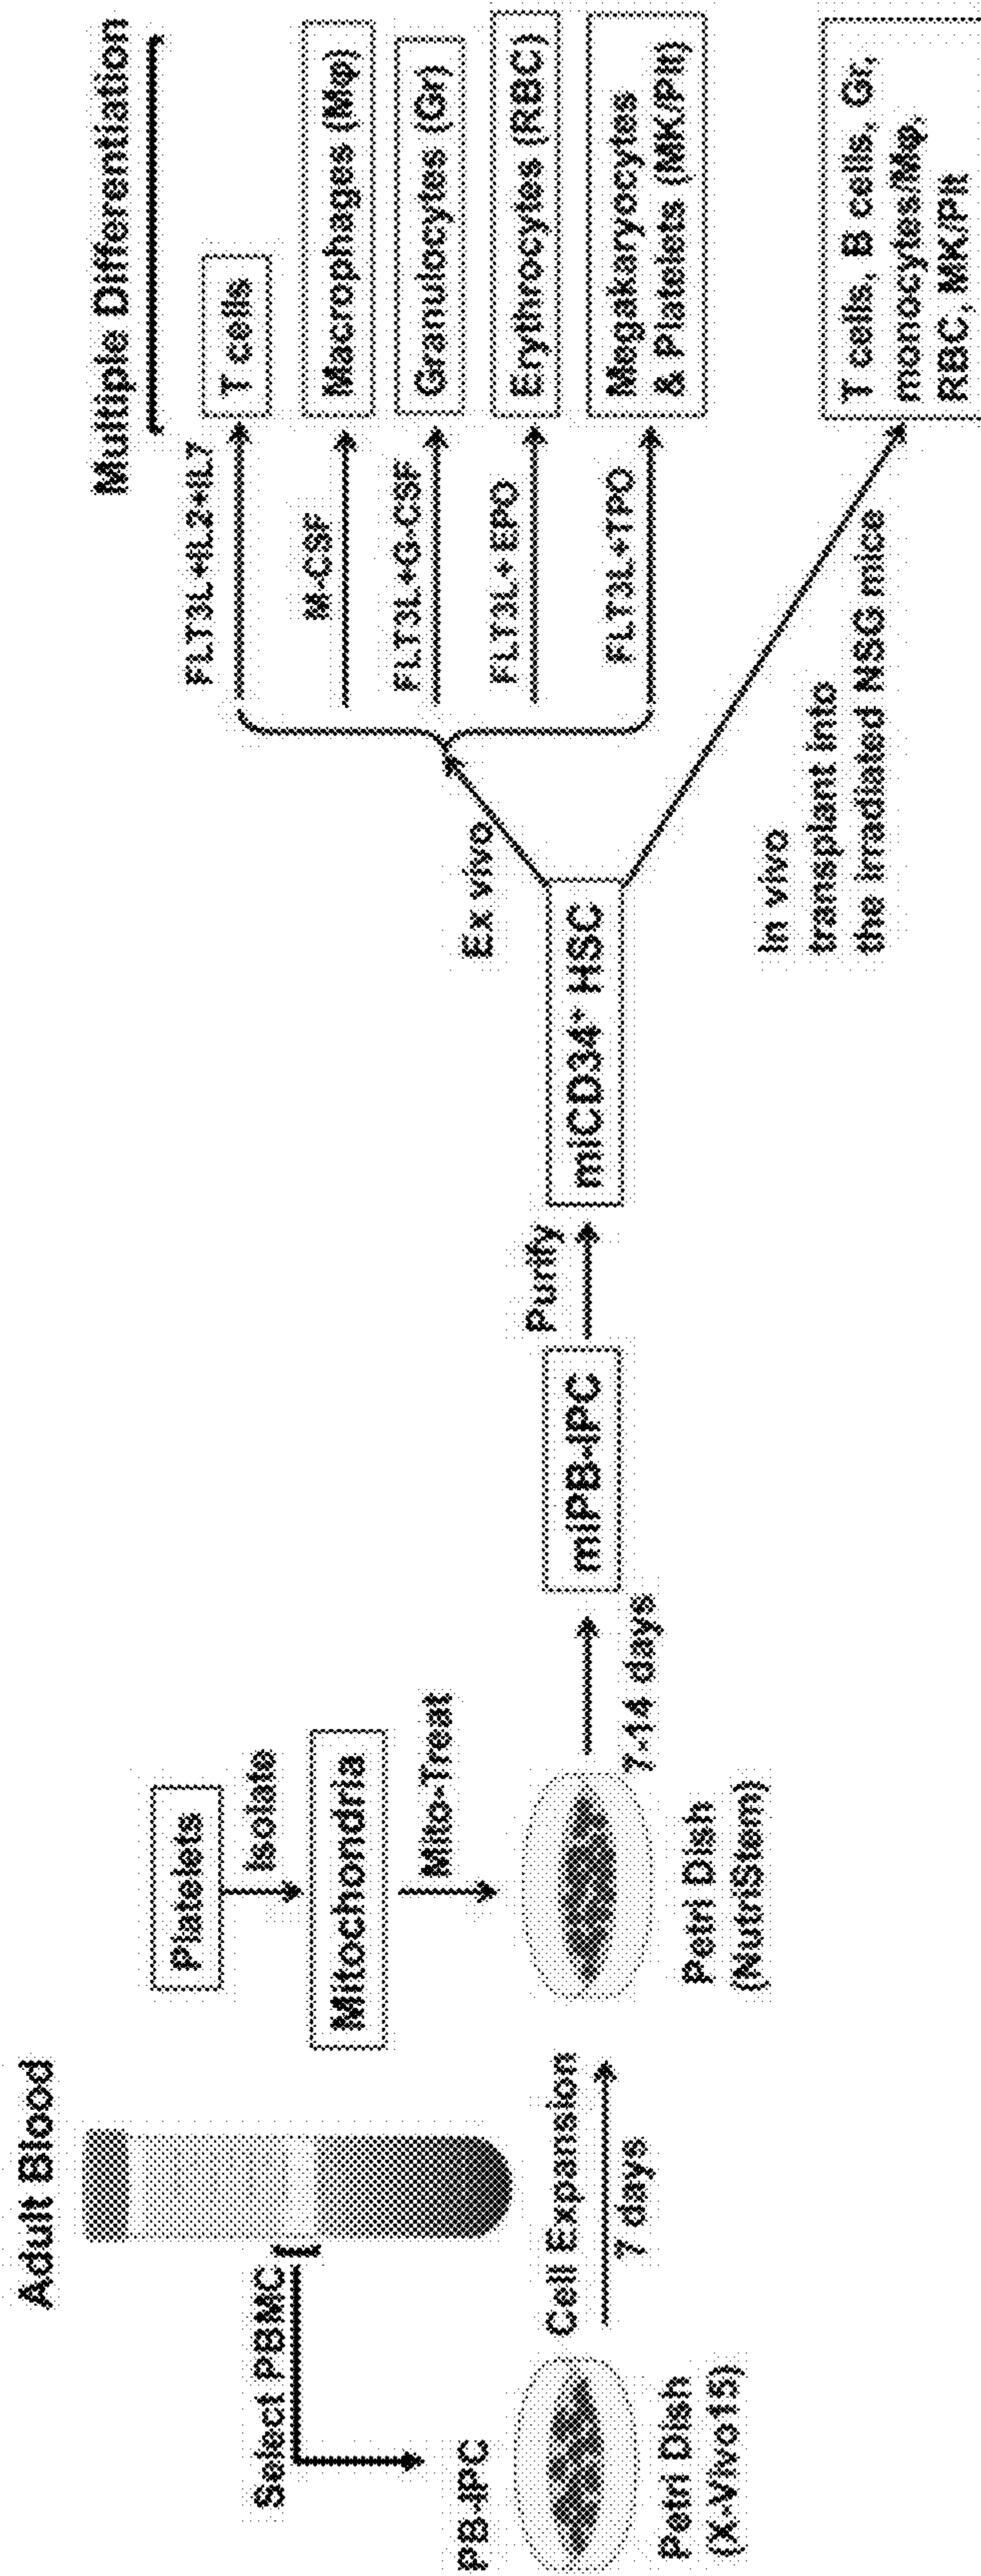 Adult Blood
Select PBMC
PB-IPC
Petri Dish
(X-Vivo15)
Cell Expansion
7 days
Platelets
Isolate
Mitochondria
Mito-Treat
Petri Dish
(NutriStem)
7-14 days
miPB-IPC
Purify
miCD34⁺ HSC
Ex vivo
In vivo
transplant into
the irradiated NSG mice
Multiple Differentiation
FLT3L+IL2+IL7
T cells
M-CSF
Macrophages (Mφ)
FLT3L+G-CSF
Granulocytes (Gr)
FLT3L+EPO
Erythrocytes (RBC)
FLT3L+TPO
Megakaryocytes
& Platelets (MK/Plt)
T cells, B cells, Gr,
monocytes/Mφ,
RBC, MK/Plt